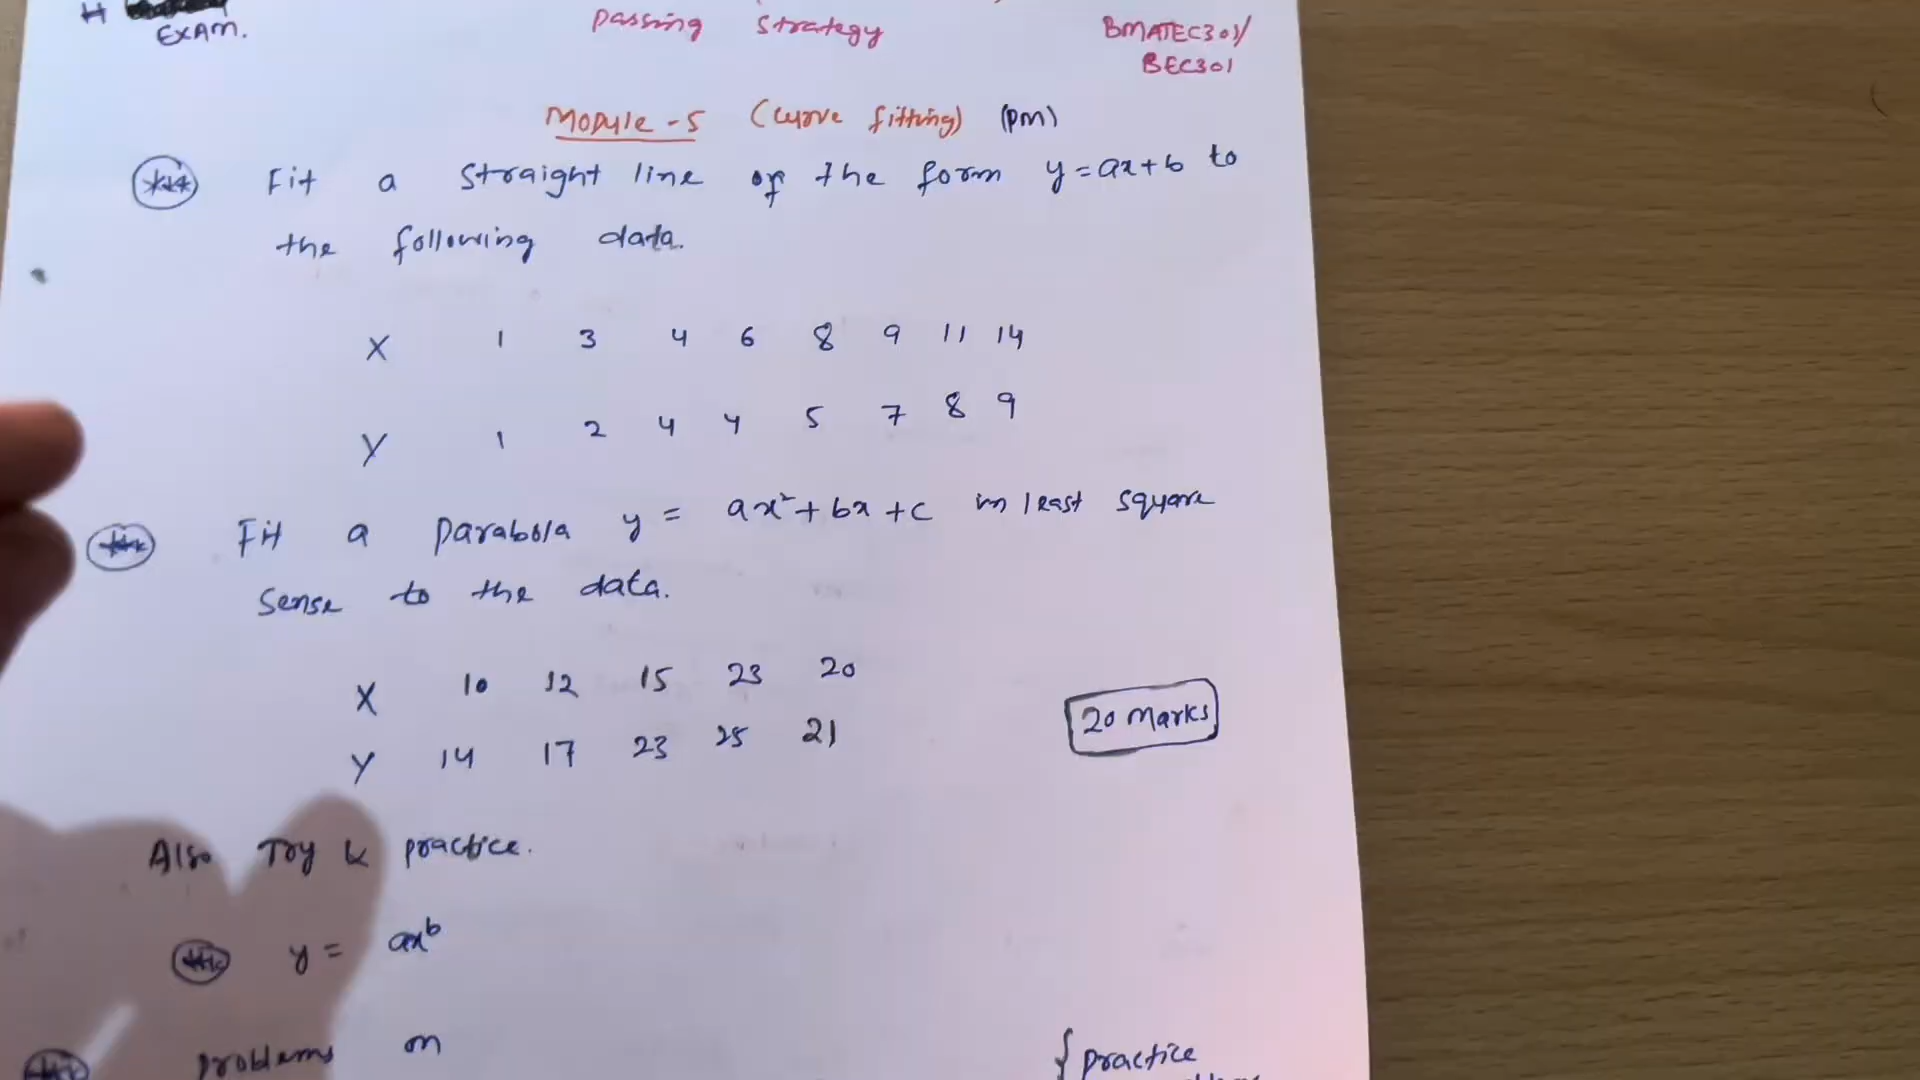 EXAM.
passing strategy
BMATEC301/
BEC301
Module - 5 (curve fitting) (pm)
Fit a straight line of the form y = ax + b to
the following data.
X 1 3 4 6 8 9 11 14
Y 1 2 4 4 5 7 8 9
Fit a parabola y = ax² + bx + c in least square
sense to the data.
X 10 12 15 23 20
Y 14 17 23 25 21
20 Marks
Also Try & practice.
y = ax^b
problems on
{ practice